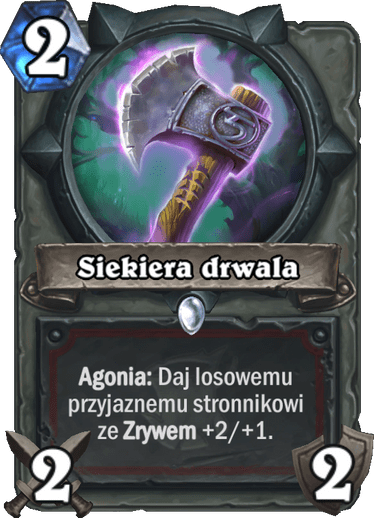 2
Siekiera drwala
Agonia: Daj losowemu
przyjaznemu stronnikowi
ze Zrywem +2/+1.
2
2